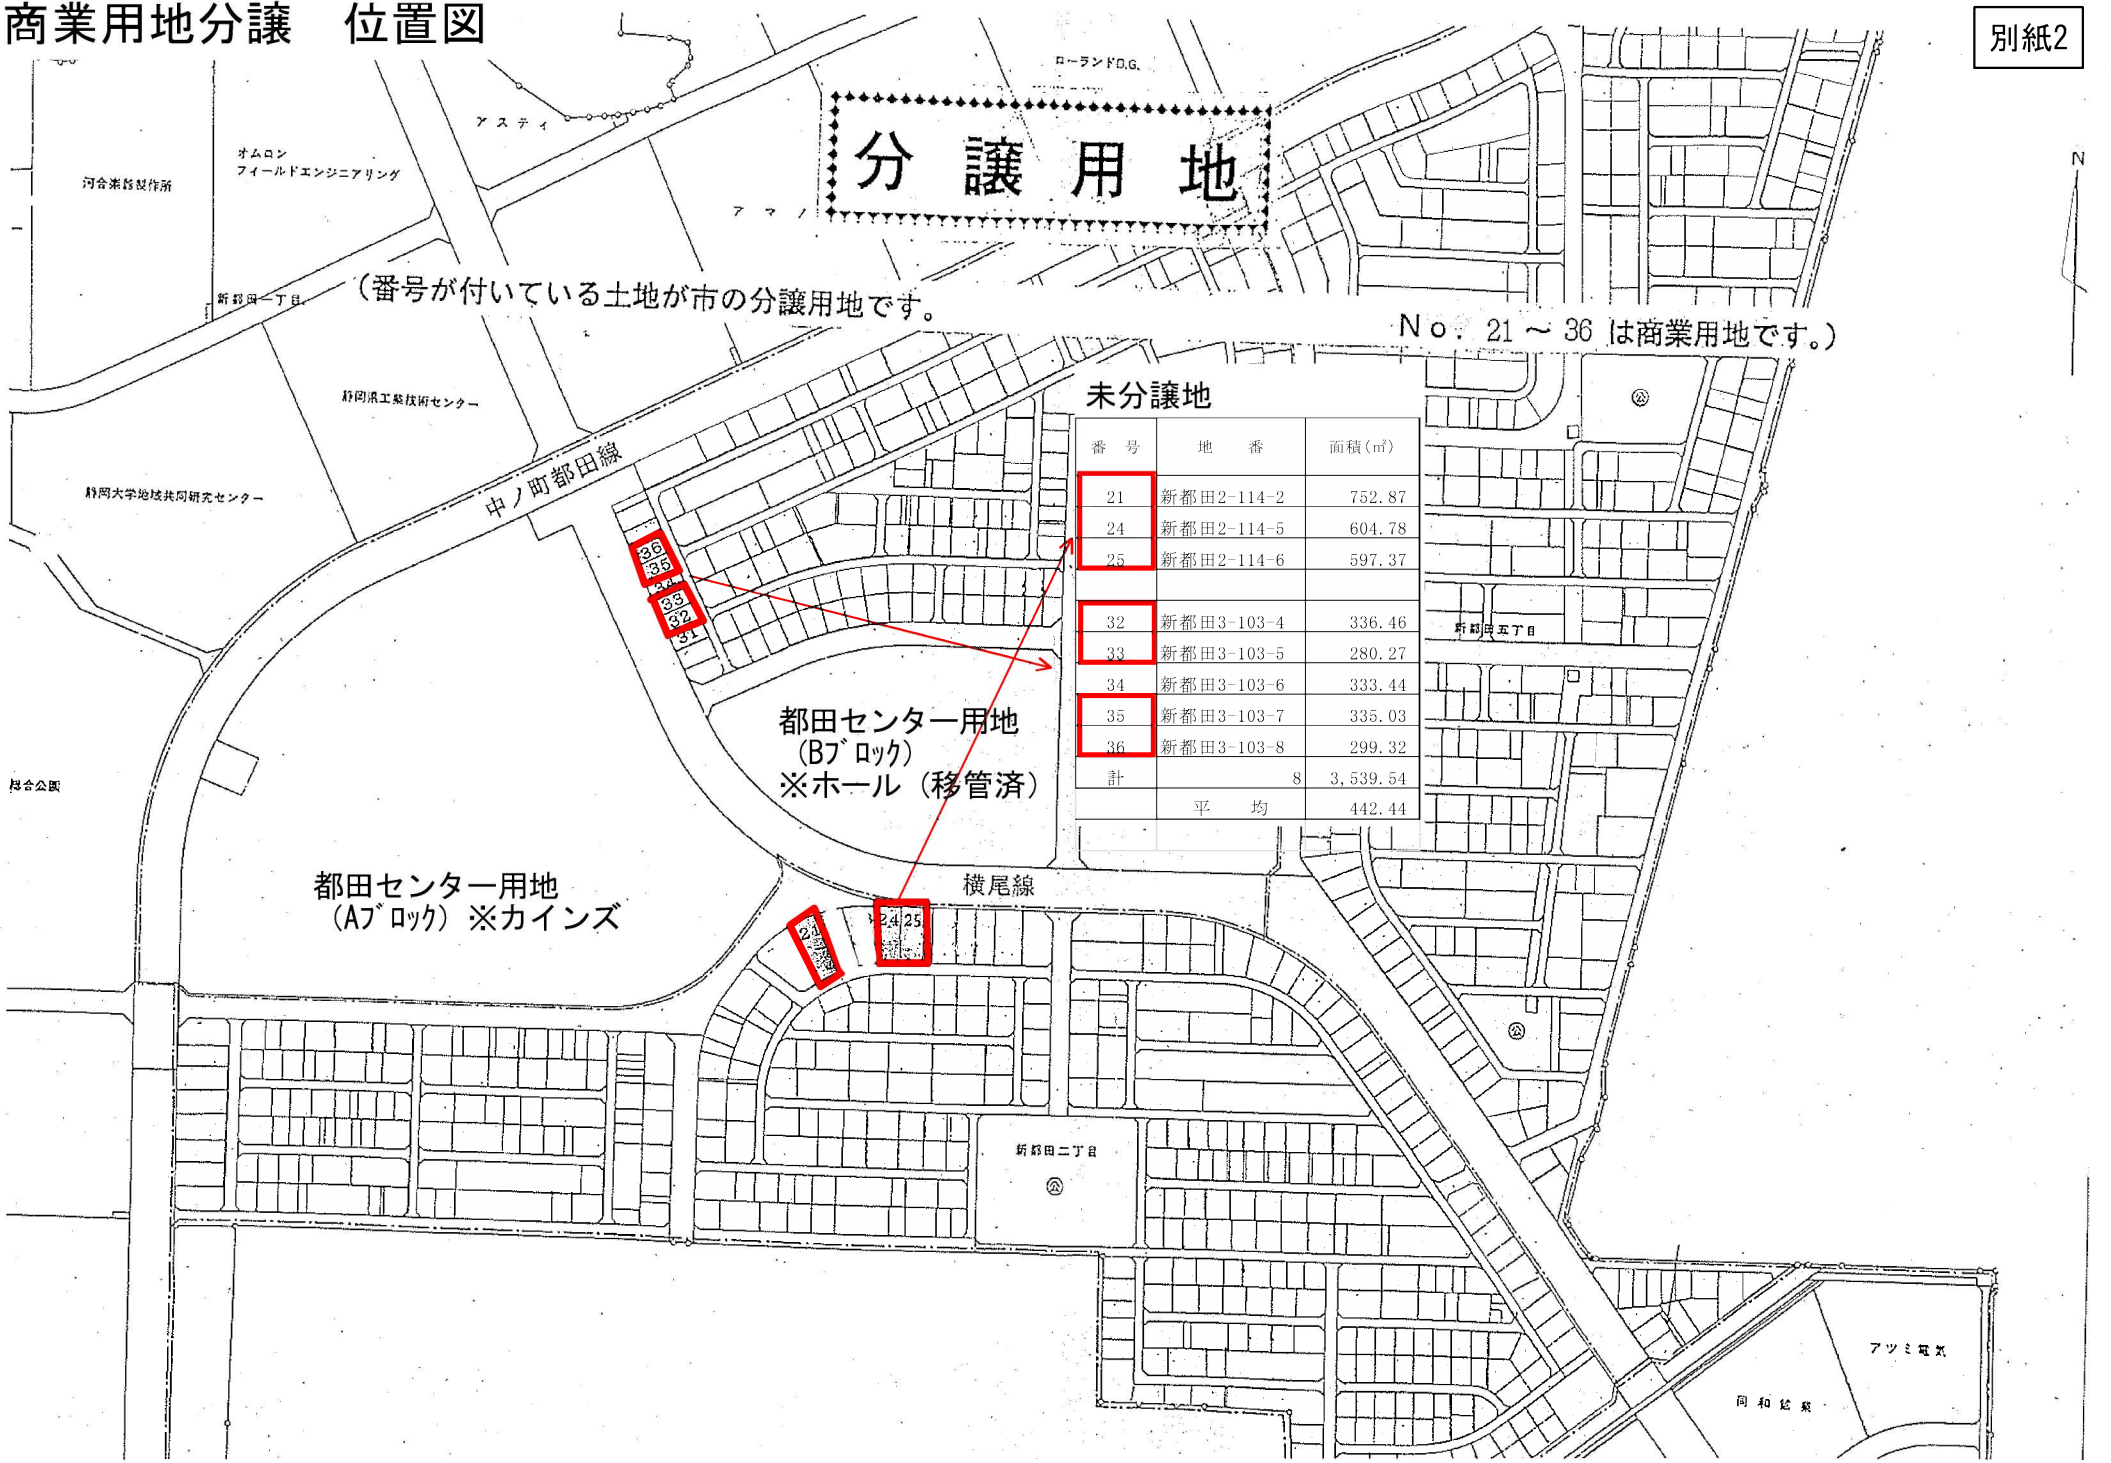 商業用地分譲 位置図
別紙2
ローランドD.G.
アスティ
オムロン
フィールドエンジニアリング
河合楽器製作所
分譲用地
アマノ
N
新都田一丁目
(番号が付いている土地が市の分譲用地です。
No. 21～36 は商業用地です。)
静岡県工業技術センター
静岡大学地域共同研究センター
中ノ町都田線
未分譲地
番号 地番 面積(㎡)
21 新都田2-114-2 752.87
24 新都田2-114-5 604.78
25 新都田2-114-6 597.37
32 新都田3-103-4 336.46
33 新都田3-103-5 280.27
34 新都田3-103-6 333.44
35 新都田3-103-7 335.03
36 新都田3-103-8 299.32
計 8 3,539.54
平均 442.44
公
36
35
34
33
32
31
新都田五丁目
都田センター用地
(Bブロック)
※ホール（移管済）
総合公園
都田センター用地
(Aブロック) ※カインズ
横尾線
21
24 25
公
新都田二丁目
公
アツミ電気